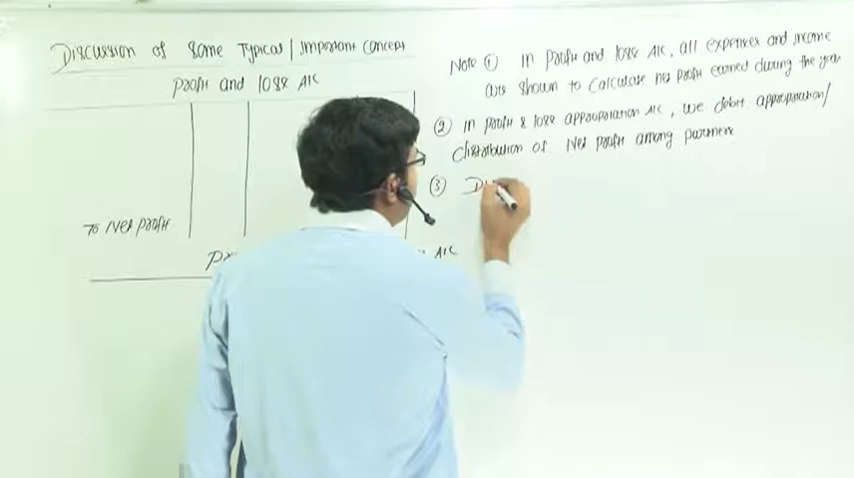 Discussion of some Typical / Important Concept
Profit and loss A/C
To Net profit
A/C
Note ① In Profit and loss A/C, all expenses and income
are shown to calculate net profit earned during the year
② In profit & loss appropriation A/C, we debit appropriation/
distribution of Net profit among partners
③ D